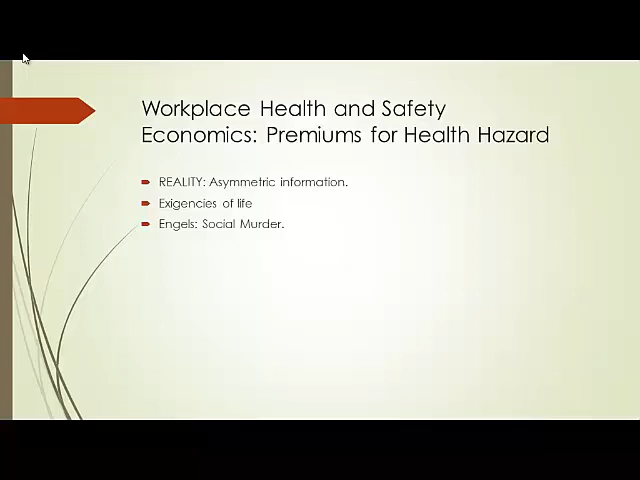 Workplace Health and Safety
Economics: Premiums for Health Hazard
REALITY: Asymmetric information.
Exigencies of life
Engels: Social Murder.